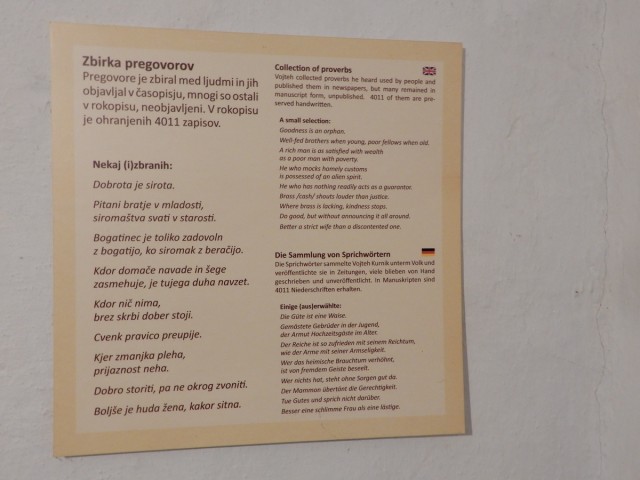 Zbirka pregovorov
Pregovore je zbiral med ljudmi in jih
objavljal v časopisju, mnogi so ostali
v rokopisu, neobjavljeni. V rokopisu
je ohranjenih 4011 zapisov.
Nekaj (i)zbranih:
Dobrota je sirota.
Pitani bratje v mladosti,
siromaštva svati v starosti.
Bogatinec je toliko zadovoln
z bogatijo, ko siromak z beračijo.
Kdor domače navade in šege
zasmehuje, je tujega duha navzet.
Kdor nič nima,
brez skrbi dober stoji.
Cvenk pravico preupije.
Kjer zmanjka pleha,
prijaznost neha.
Dobro storiti, pa ne okrog zvoniti.
Boljše je huda žena, kakor sitna.
Collection of proverbs
Vojteh collected proverbs he heard used by people and
published them in newspapers, but many remained in
manuscript form, unpublished. 4011 of them are pre-
served handwritten.
A small selection:
Goodness is an orphan.
Well-fed brothers when young, poor fellows when old.
A rich man is as satisfied with wealth
as a poor man with poverty.
He who mocks homely customs
is possessed of an alien spirit.
He who has nothing readily acts as a guarantor.
Brass /cash/ shouts louder than justice.
Where brass is lacking, kindness stops.
Do good, but without announcing it all around.
Better a strict wife than a discontented one.
Die Sammlung von Sprichwörtern
Die Sprichwörter sammelte Vojteh Kurnik unterm Volk und
veröffentlichte sie in Zeitungen, viele blieben von Hand
geschrieben und unveröffentlicht. In Manuskripten sind
4011 Niederschriften erhalten.
Einige (aus)erwählte:
Die Güte ist eine Waise.
Gemästete Gebrüder in der Jugend,
der Armut Hochzeitsgäste im Alter.
Der Reiche ist so zufrieden mit seinem Reichtum,
wie der Arme mit seiner Armseligkeit.
Wer das heimische Brauchtum verhöhnt,
ist von fremdem Geiste beseelt.
Wer nichts hat, steht ohne Sorgen gut da.
Der Mammon übertönt die Gerechtigkeit.
Tue Gutes und sprich nicht darüber.
Besser eine schlimme Frau als eine lästige.